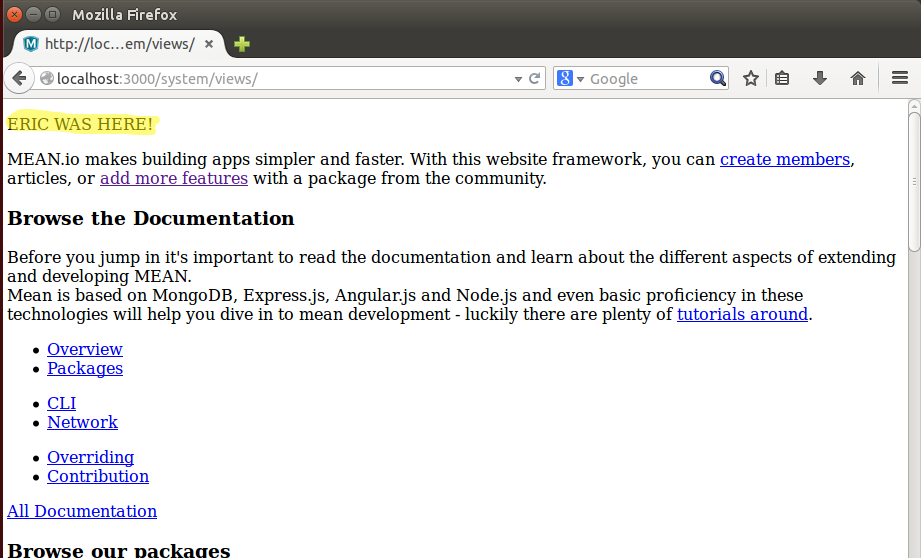 Mozilla Firefox
http://loc...em/views/
localhost:3000/system/views/
Google
ERIC WAS HERE!
MEAN.io makes building apps simpler and faster. With this website framework, you can create members,
articles, or add more features with a package from the community.
Browse the Documentation
Before you jump in it's important to read the documentation and learn about the different aspects of extending
and developing MEAN.
Mean is based on MongoDB, Express.js, Angular.js and Node.js and even basic proficiency in these
technologies will help you dive in to mean development - luckily there are plenty of tutorials around.
Overview
Packages
CLI
Network
Overriding
Contribution
All Documentation
Browse our packages